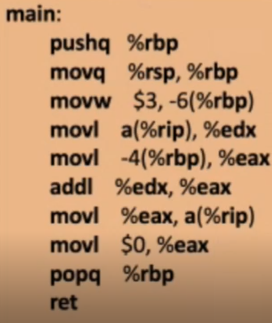 main:
pushq %rbp
movq %rsp, %rbp
movw $3, -6(%rbp)
movl a(%rip), %edx
movl -4(%rbp), %eax
addl %edx, %eax
movl %eax, a(%rip)
movl $0, %eax
popq %rbp
ret